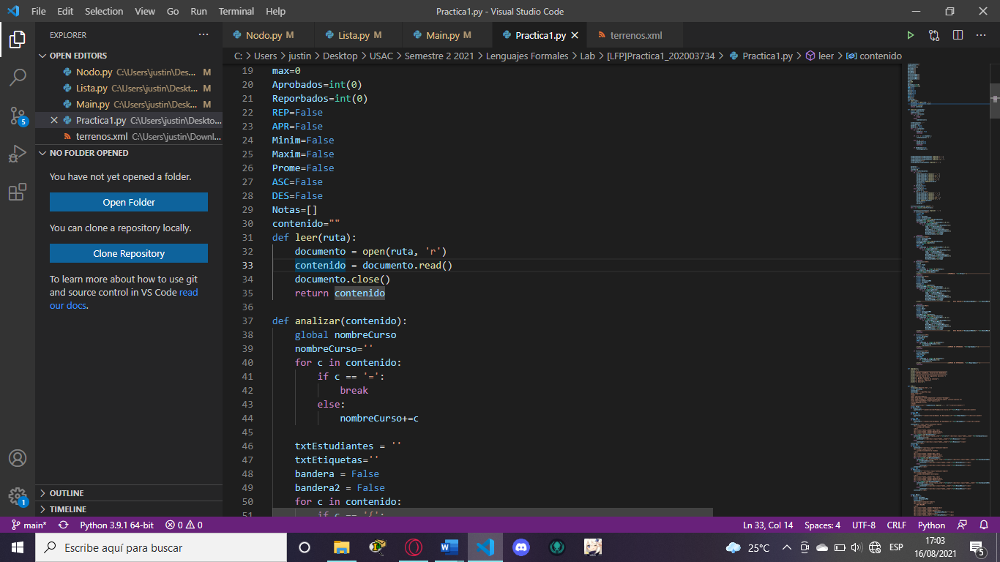 File Edit Selection View Go Run Terminal Help Practica1.py - Visual Studio Code
EXPLORER
OPEN EDITORS
Nodo.py C:\Users\justin\Des... M
Lista.py C:\Users\justin\Deskt... M
Main.py C:\Users\justin\Desk... M
Practica1.py C:\Users\justin\Deskto...
terrenos.xml C:\Users\justin\Downl...
NO FOLDER OPENED
You have not yet opened a folder.
Open Folder
You can clone a repository locally.
Clone Repository
To learn more about how to use git
and source control in VS Code read
our docs.
OUTLINE
TIMELINE
5
1
Nodo.py M Lista.py M Main.py M Practica1.py terrenos.xml
C: > Users > justin > Desktop > USAC > Semestre 2 2021 > Lenguajes Formales > Lab > [LFP]Practica1_202003734 > Practica1.py > leer > contenido
19 max=0
20 Aprobados=int(0)
21 Reporbados=int(0)
22 REP=False
23 APR=False
24 Minim=False
25 Maxim=False
26 Prome=False
27 ASC=False
28 DES=False
29 Notas=[]
30 contenido=""
31 def leer(ruta):
32 documento = open(ruta, 'r')
33 contenido = documento.read()
34 documento.close()
35 return contenido
36
37 def analizar(contenido):
38 global nombreCurso
39 nombreCurso=''
40 for c in contenido:
41 if c == '=':
42 break
43 else:
44 nombreCurso+=c
45
46 txtEstudiantes = ''
47 txtEtiquetas=''
48 bandera = False
49 bandera2 = False
50 for c in contenido:
51 if c == '{':
main* Python 3.9.1 64-bit 0 0 Ln 33, Col 14 Spaces: 4 UTF-8 CRLF Python
Escribe aquí para buscar
25°C ESP 17:03
16/08/2021
5